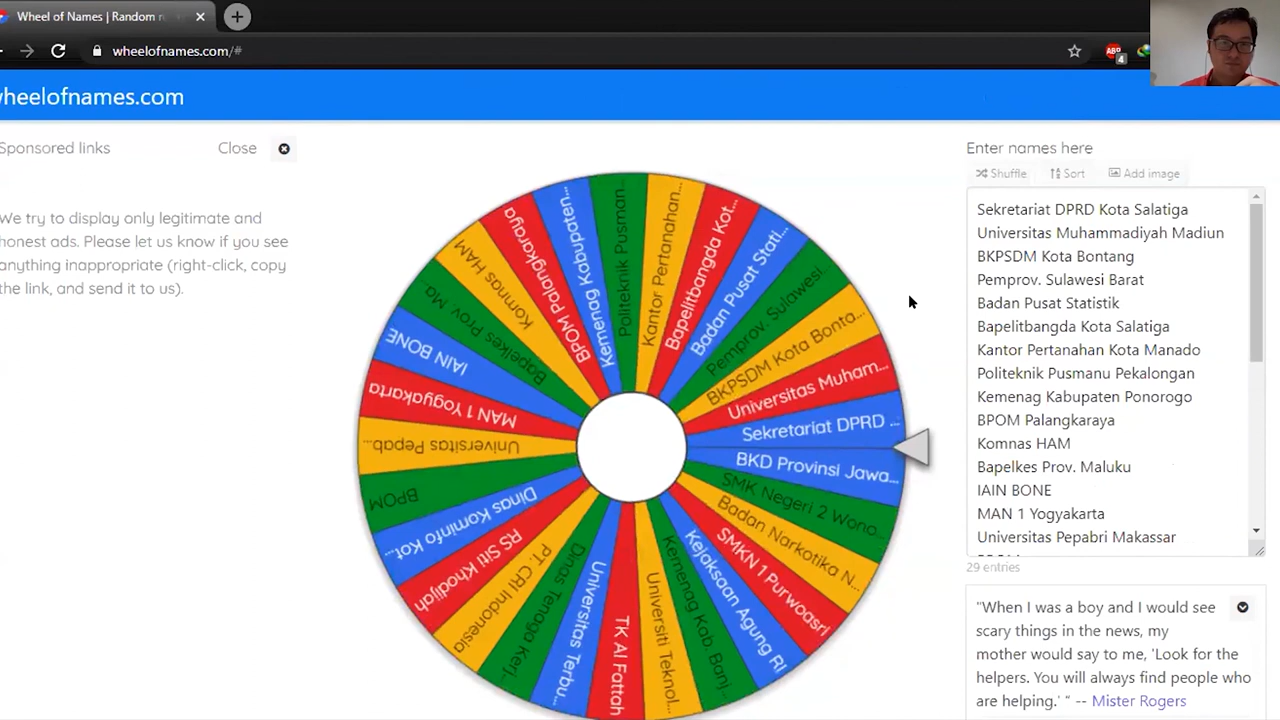 Wheel of Names | Random
wheelofnames.com/#
ABP
4
wheelofnames.com
Sponsored links
Close
We try to display only legitimate and
honest ads. Please let us know if you see
anything inappropriate (right-click, copy
the link, and send it to us).
Kemenag Kabupaten...
Politeknik Pusman...
Kantor Pertanahan...
Bapelitbangda Kot...
Badan Pusat Stati...
Pemprov. Sulawesi...
BKPSDM Kota Bonta...
Universitas Muham...
Sekretariat DPRD ...
BKD Provinsi Jawa...
SMK Negeri 2 Wono...
Badan Narkotika N...
SMKN 1 Purwoasri
Kejaksaan Agung RI
Kemenag Kab. Banj...
Universiti Teknol...
TK Al Fattah
Universitas Terbu...
Dinas Tenaga Kerj...
PT. CRI Indonesia
RS Siti Khodijah
Dinas Kominfo Kot...
BPOM
Universitas Pepab...
MAN 1 Yogyakarta
IAIN BONE
Bapelkes Prov. Ma...
Komnas HAM
BPOM Palangkaraya
Enter names here
Shuffle
Sort
Add image
Sekretariat DPRD Kota Salatiga
Universitas Muhammadiyah Madiun
BKPSDM Kota Bontang
Pemprov. Sulawesi Barat
Badan Pusat Statistik
Bapelitbangda Kota Salatiga
Kantor Pertanahan Kota Manado
Politeknik Pusmanu Pekalongan
Kemenag Kabupaten Ponorogo
BPOM Palangkaraya
Komnas HAM
Bapelkes Prov. Maluku
IAIN BONE
MAN 1 Yogyakarta
Universitas Pepabri Makassar
29 entries
"When I was a boy and I would see
scary things in the news, my
mother would say to me, 'Look for the
helpers. You will always find people who
are helping.' " -- Mister Rogers